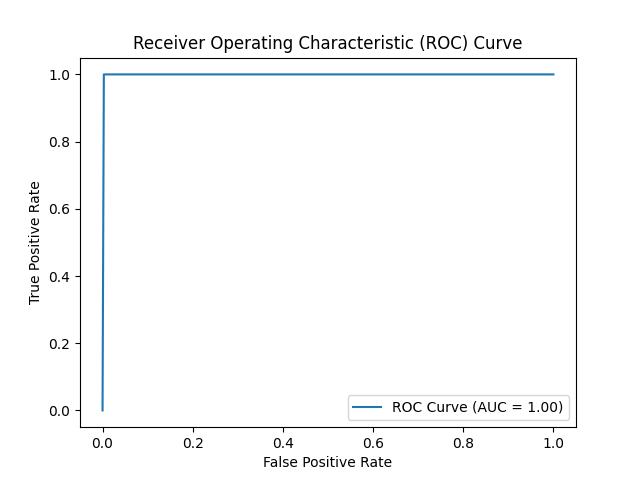 Receiver Operating Characteristic (ROC) Curve
True Positive Rate
1.0
0.8
0.6
0.4
0.2
0.0
ROC Curve (AUC = 1.00)
0.0 0.2 0.4 0.6 0.8 1.0
False Positive Rate